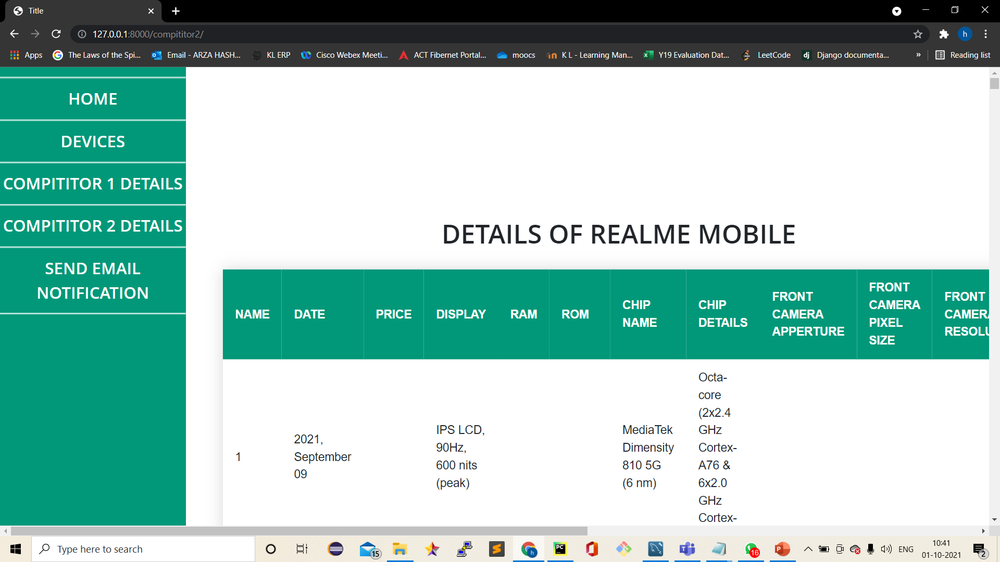 Title
127.0.0.1:8000/compititor2/
h
Apps
The Laws of the Spi...
Email - ARZA HASH...
KL ERP
Cisco Webex Meeti...
ACT Fibernet Portal...
moocs
K L - Learning Man...
Y19 Evaluation Dat...
LeetCode
dj Django documenta...
»
Reading list
HOME
DEVICES
COMPITITOR 1 DETAILS
COMPITITOR 2 DETAILS
SEND EMAIL
NOTIFICATION
DETAILS OF REALME MOBILE
NAME
DATE
PRICE
DISPLAY
RAM
ROM
CHIP
NAME
CHIP
DETAILS
FRONT
CAMERA
APPERTURE
FRONT
CAMERA
PIXEL
SIZE
FRONT
CAMERA
RESOLU
1
2021,
September
09
IPS LCD,
90Hz,
600 nits
(peak)
MediaTek
Dimensity
810 5G
(6 nm)
Octa-
core
(2x2.4
GHz
Cortex-
A76 &
6x2.0
GHz
Cortex-
Type here to search
15
PC
16
ENG
10:41
01-10-2021
2